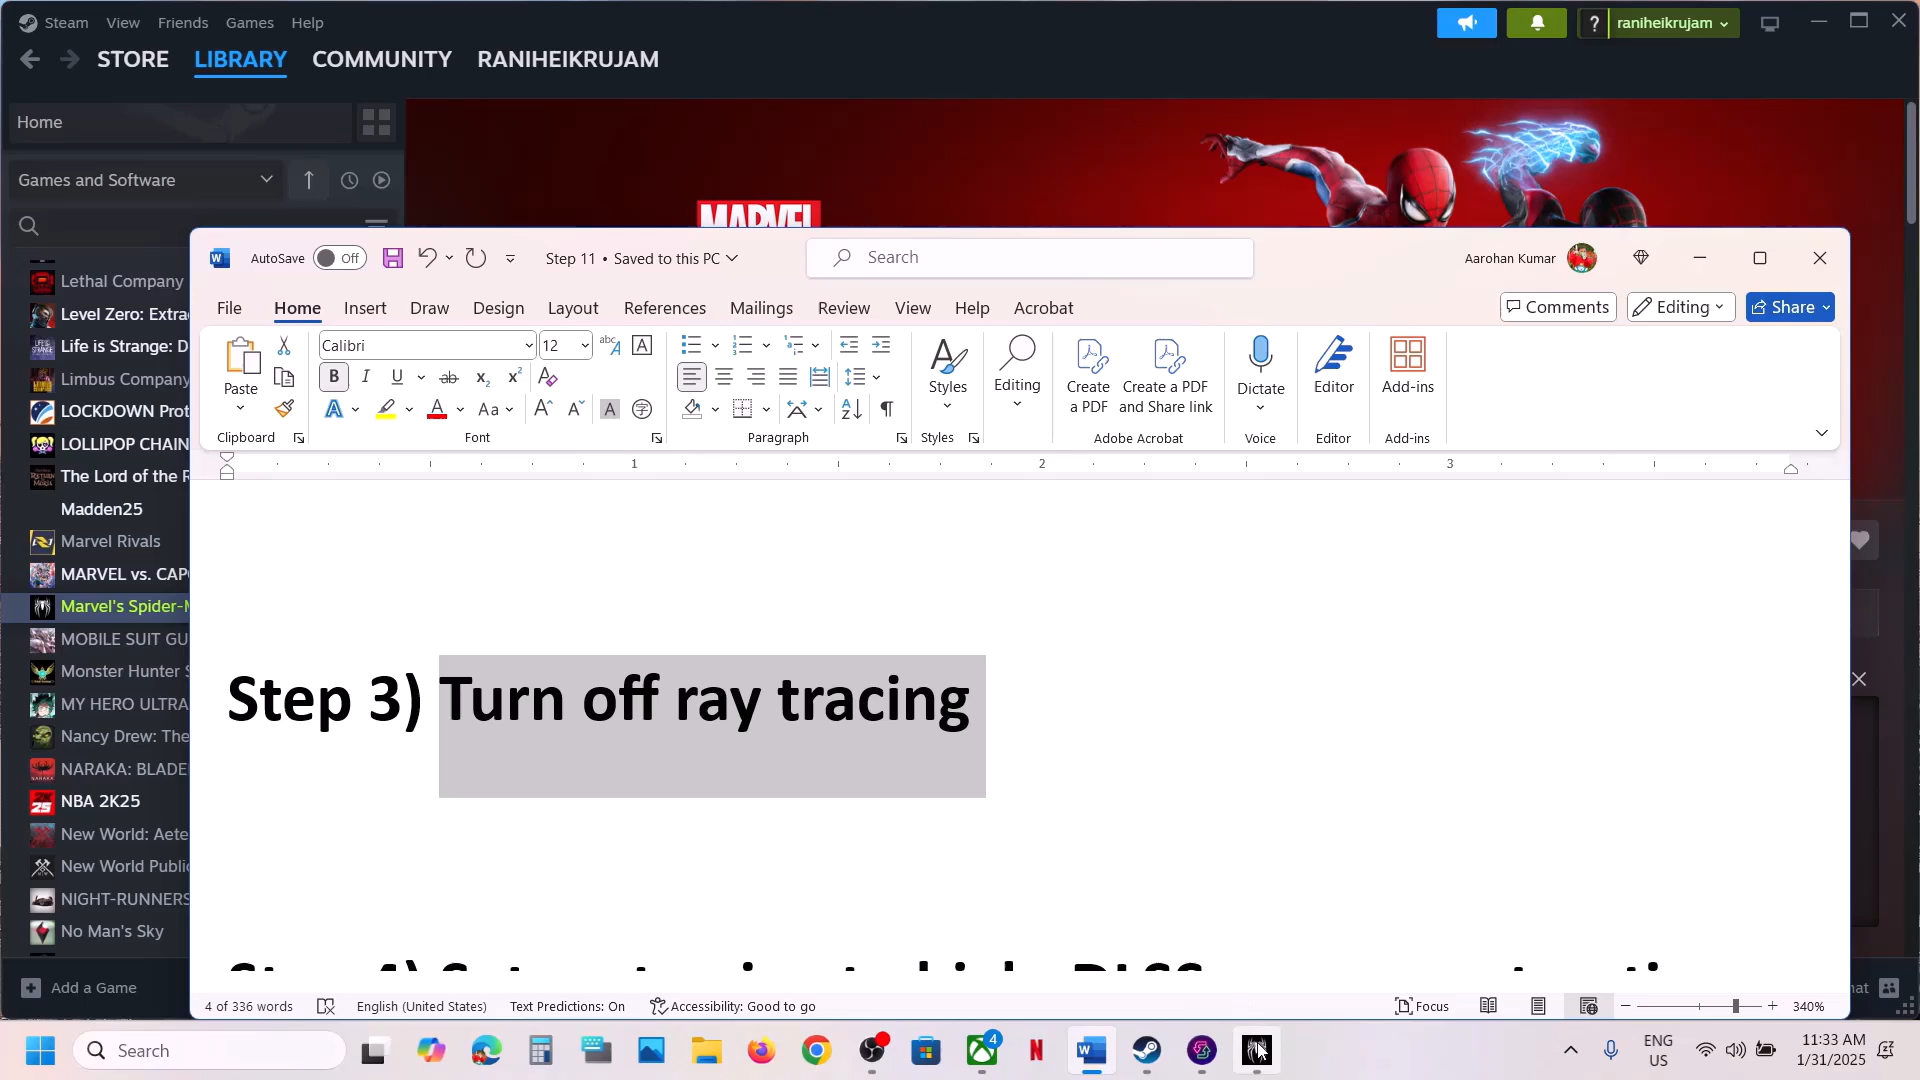 Steam View Friends Games Help
raniheikrujam
STORE LIBRARY COMMUNITY RANIHEIKRUJAM
Home
Games and Software
MARVEL
Lethal Company
Level Zero: Extra
Life is Strange: D
Limbus Company
LOCKDOWN Prot
LOLLIPOP CHAIN
The Lord of the R
Madden25
Marvel Rivals
MARVEL vs. CAPC
Marvel's Spider-M
MOBILE SUIT GU
Monster Hunter S
MY HERO ULTRA
Nancy Drew: The
NARAKA: BLADE
NBA 2K25
New World: Aete
New World Public
NIGHT-RUNNERS
No Man's Sky
Add a Game
AutoSave Off Step 11 • Saved to this PC Search Aarohan Kumar
File Home Insert Draw Design Layout References Mailings Review View Help Acrobat Comments Editing Share
Paste Calibri 12
Styles Editing Create a PDF Create a PDF and Share link Dictate Editor Add-ins
Clipboard Font Paragraph Styles Adobe Acrobat Voice Editor Add-ins
1 2 3
Step 3) Turn off ray tracing
4 of 336 words English (United States) Text Predictions: On Accessibility: Good to go Focus 340%
Search 4 ENG US 11:33 AM 1/31/2025